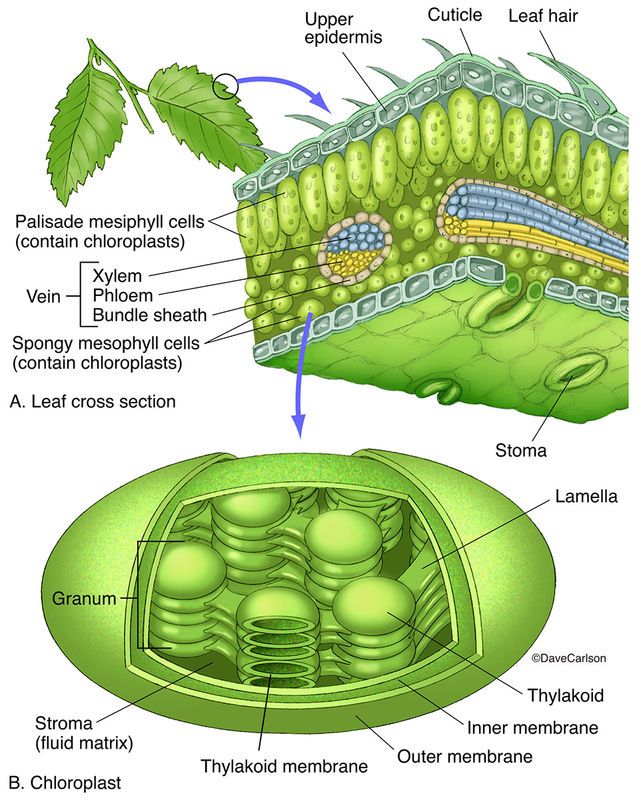 Upper
epidermis
Cuticle
Leaf hair
Palisade mesiphyll cells
(contain chloroplasts)
Vein
Xylem
Phloem
Bundle sheath
Spongy mesophyll cells
(contain chloroplasts)
A. Leaf cross section
Stoma
Lamella
Granum
©DaveCarlson
Thylakoid
Stroma
(fluid matrix)
Inner membrane
Outer membrane
Thylakoid membrane
B. Chloroplast